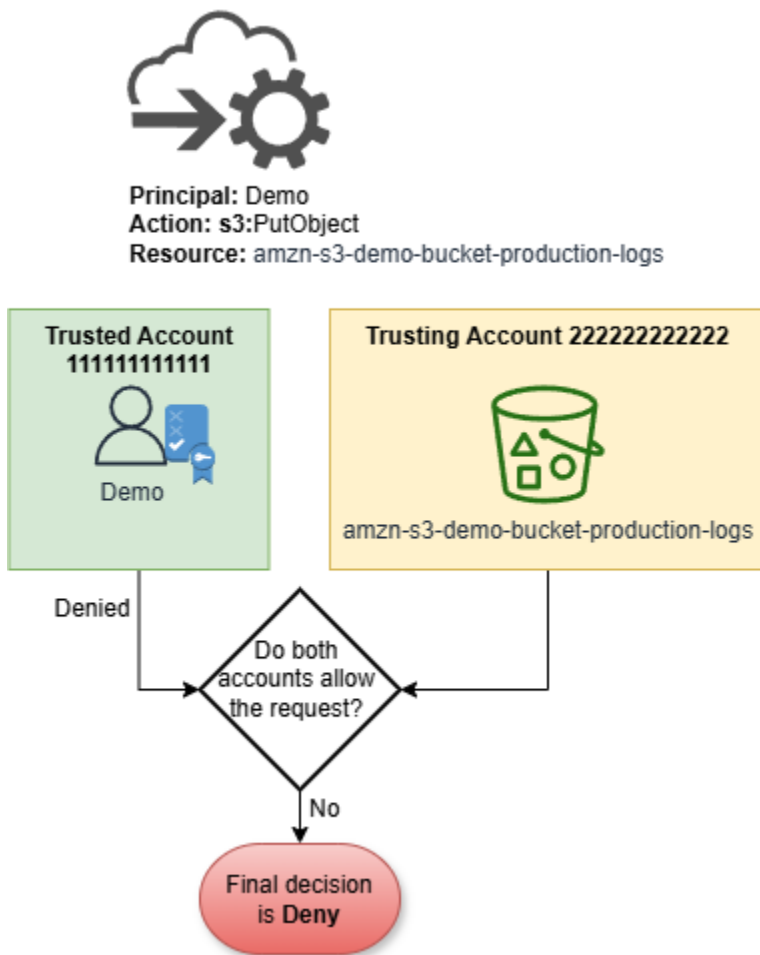 Principal: Demo
Action: s3:PutObject
Resource: amzn-s3-demo-bucket-production-logs
Trusted Account
111111111111
Demo
Trusting Account 222222222222
amzn-s3-demo-bucket-production-logs
Denied
Do both
accounts allow
the request?
No
Final decision
is Deny